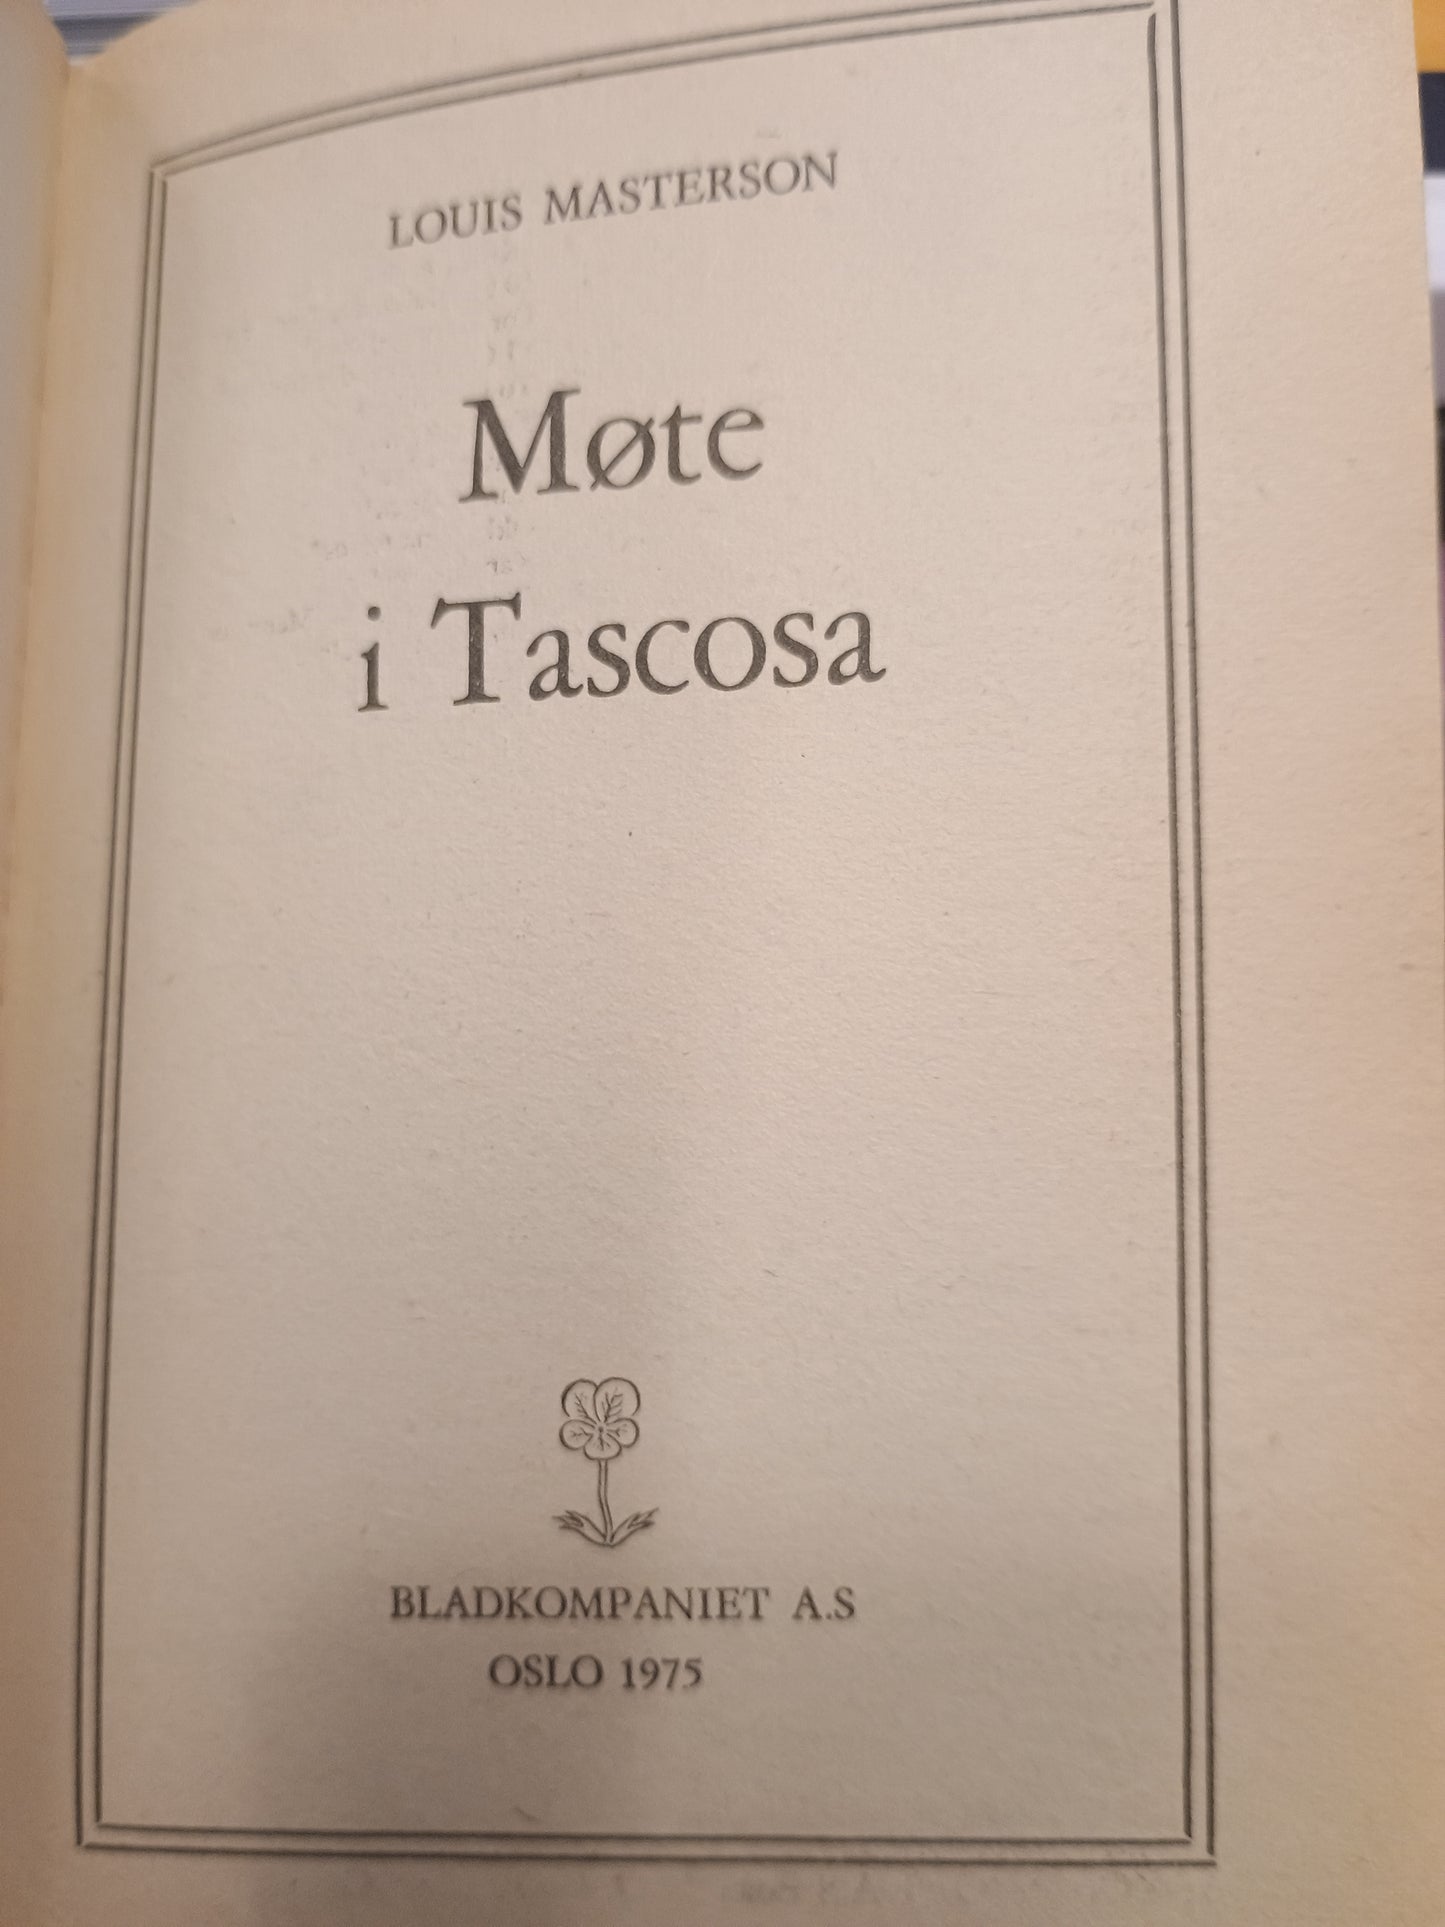 LOUIS MASTERSON
Møte
i Tascosa
BLADKOMPANIET A.S
OSLO 1975